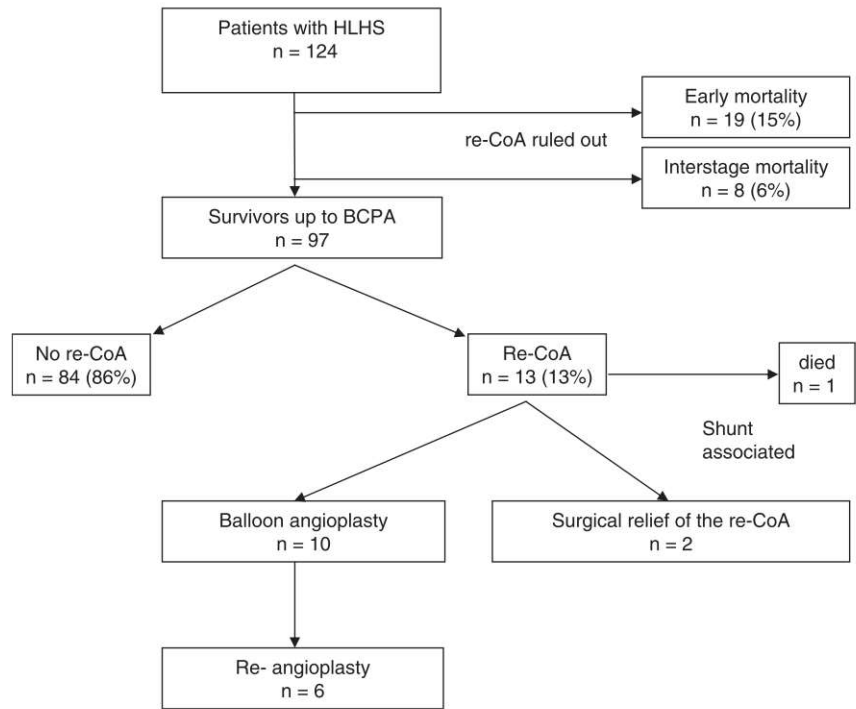 Patients with HLHS
n = 124
Early mortality
n = 19 (15%)
re-CoA ruled out
Interstage mortality
n = 8 (6%)
Survivors up to BCPA
n = 97
No re-CoA
n = 84 (86%)
Re-CoA
n = 13 (13%)
died
n = 1
Shunt
associated
Balloon angioplasty
n = 10
Surgical relief of the re-CoA
n = 2
Re- angioplasty
n = 6